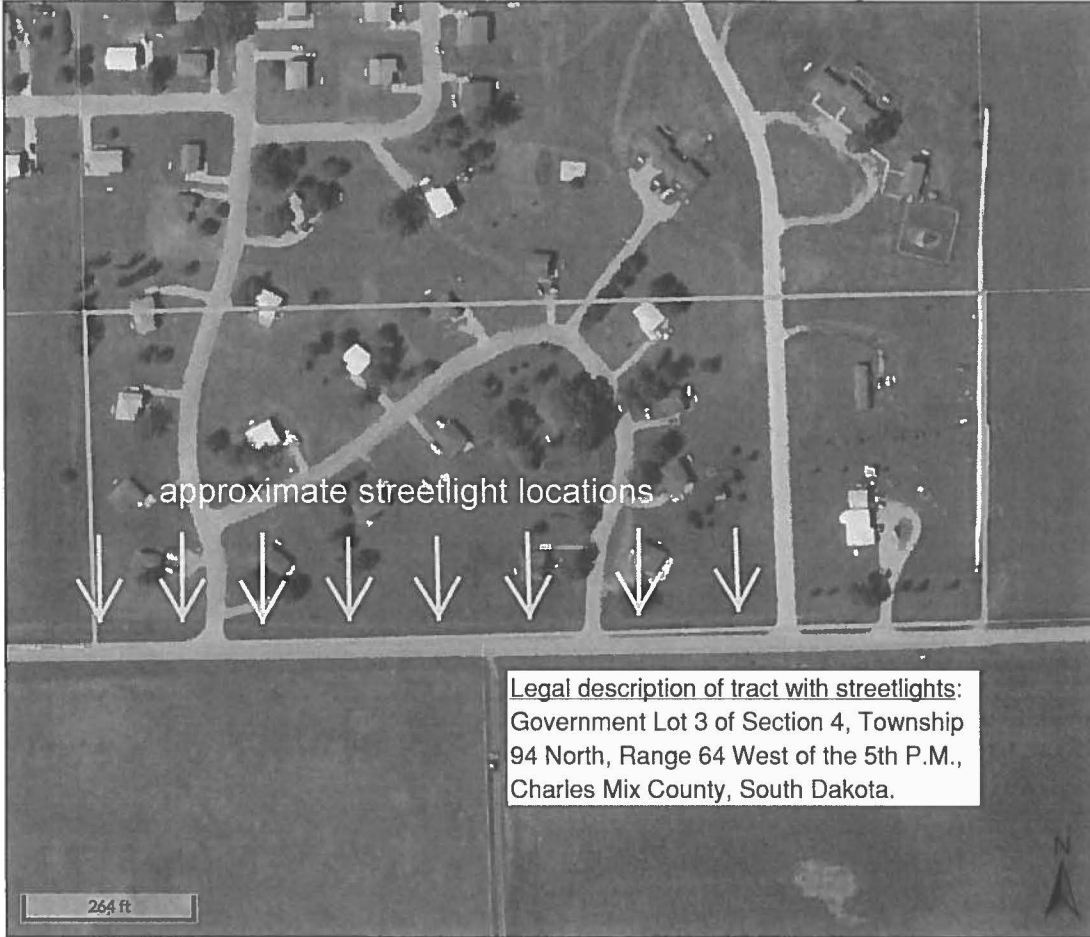 approximate streetlight locations
Legal description of tract with streetlights:
Government Lot 3 of Section 4, Township
94 North, Range 64 West of the 5th P.M.,
Charles Mix County, South Dakota.
N
264 ft